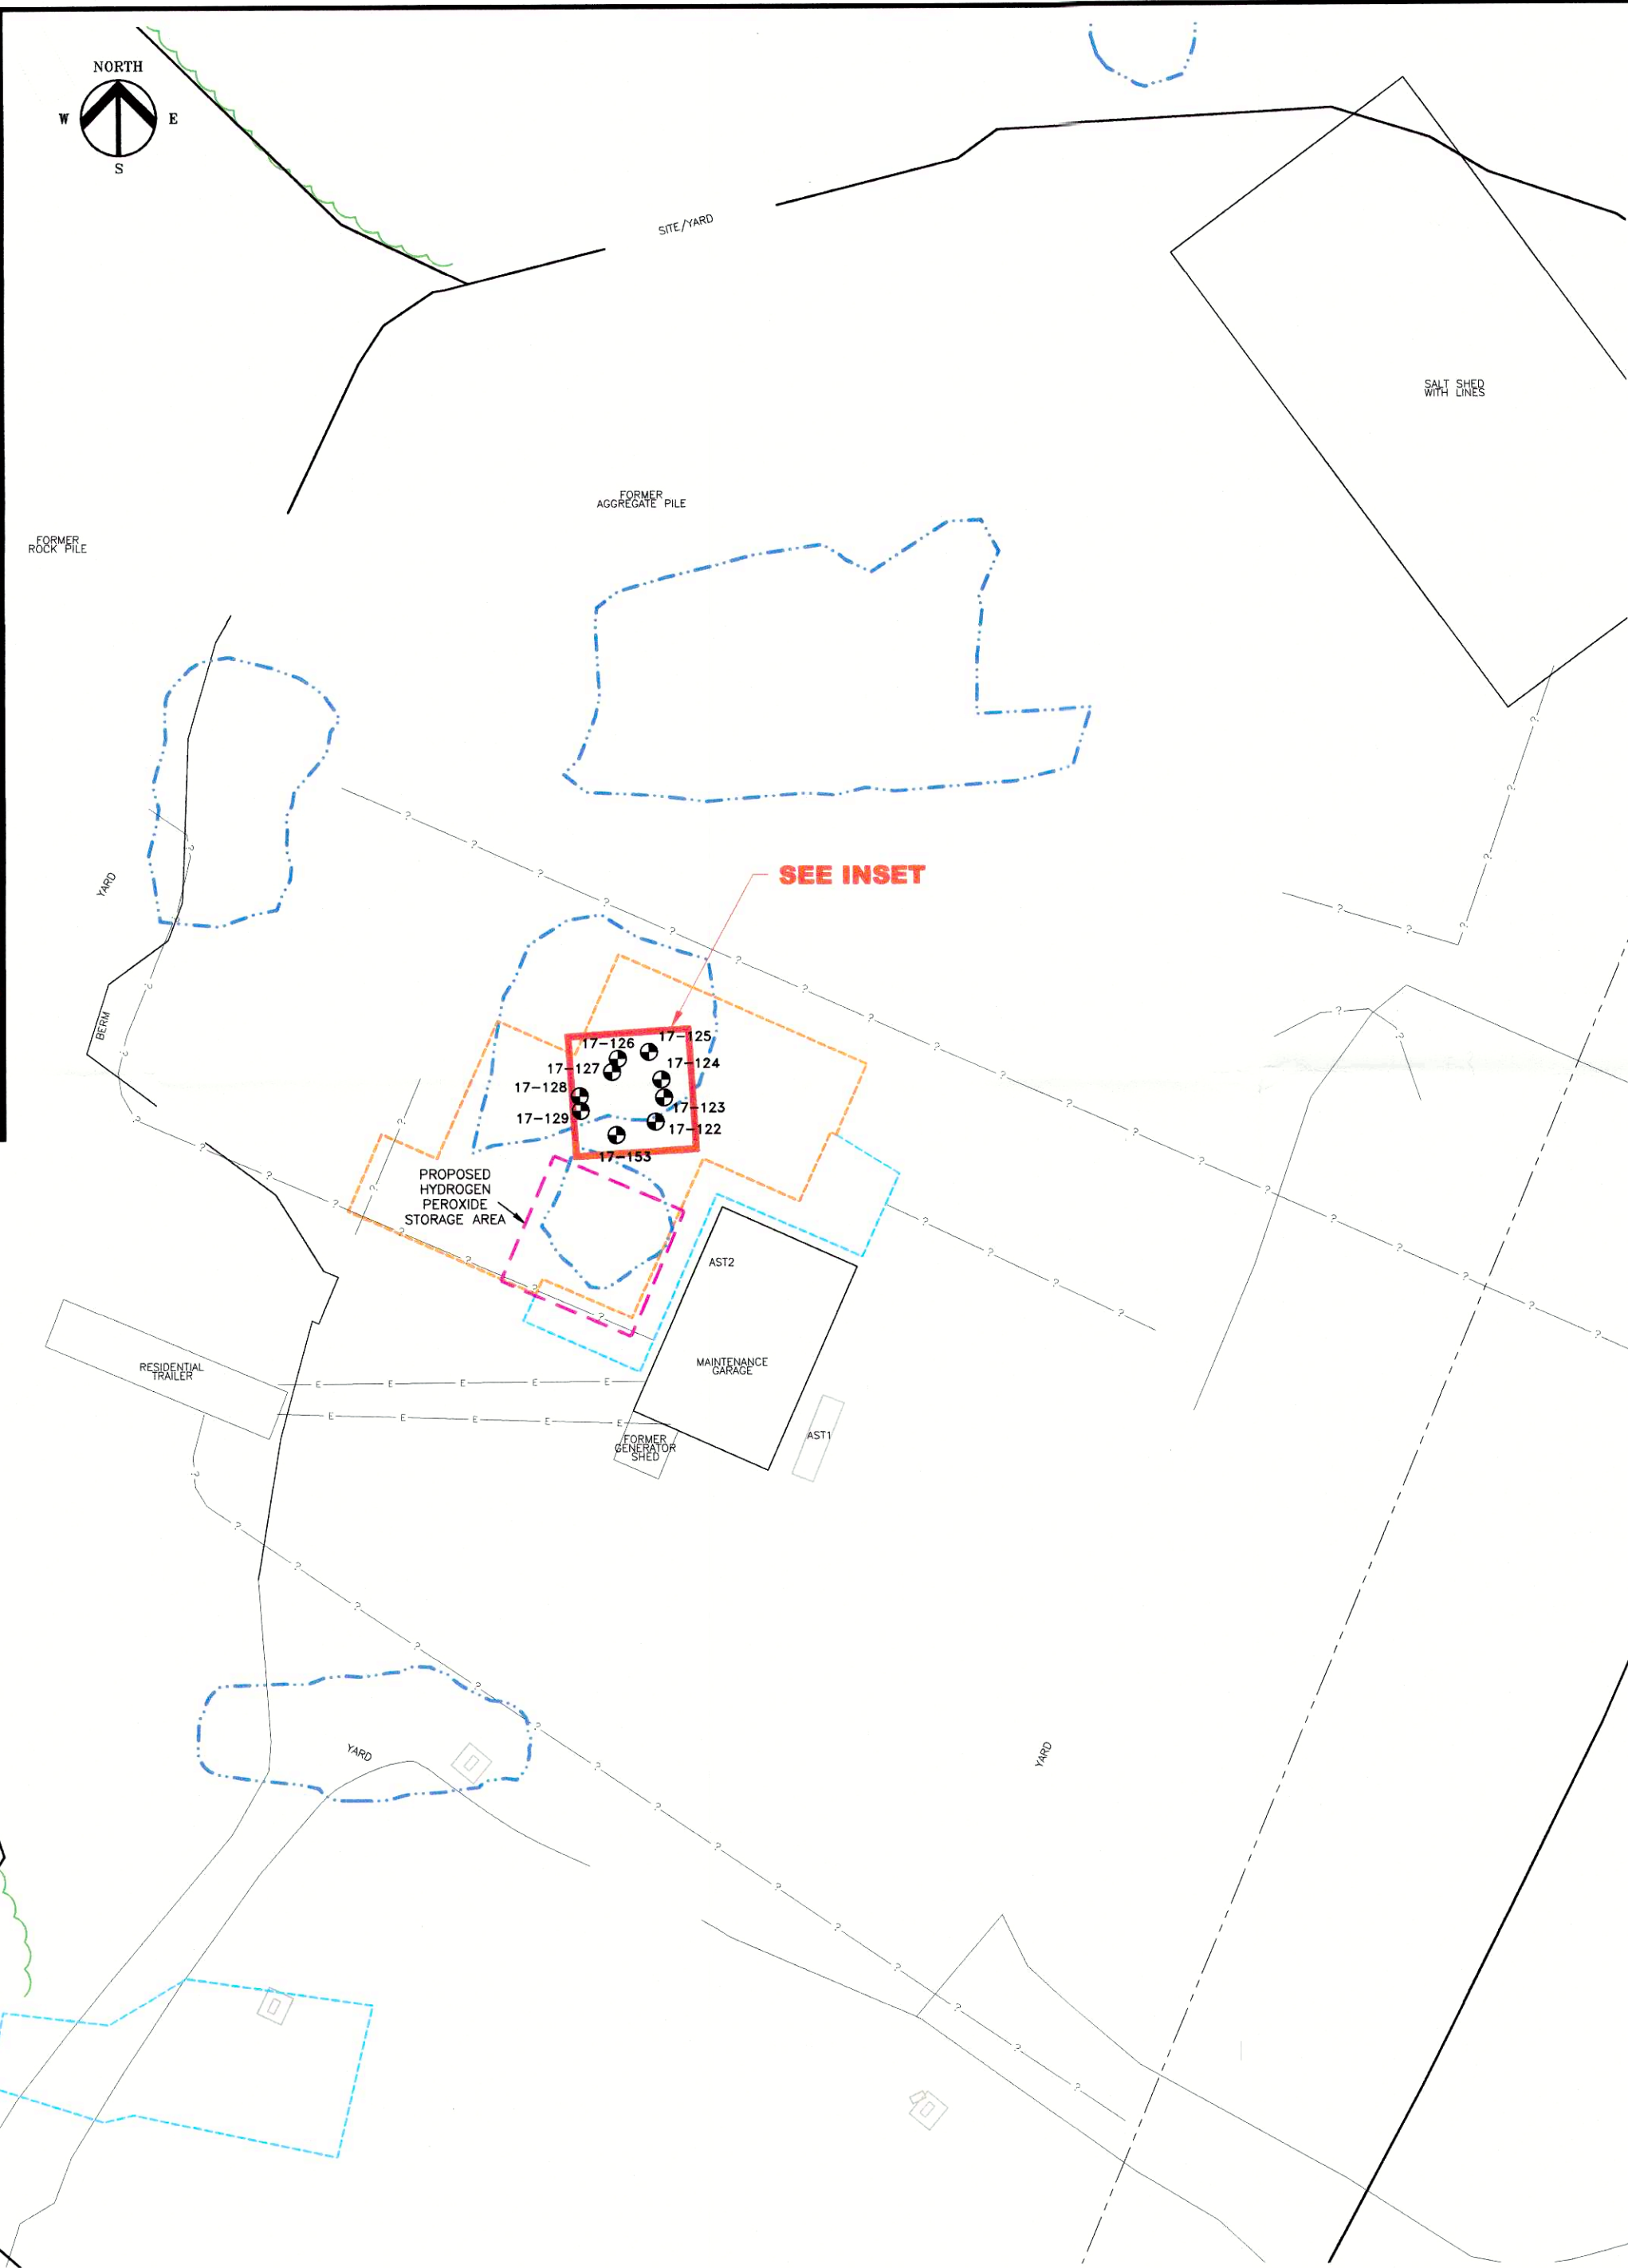 NORTH
W E
S
SITE/YARD
SALT SHED
WITH LINES
FORMER
AGGREGATE PILE
FORMER
ROCK PILE
YARD
SEE INSET
BERM
17-125
17-126
17-124
17-127
17-128
17-123
17-129
17-122
17-153
PROPOSED
HYDROGEN
PEROXIDE
STORAGE AREA
AST2
MAINTENANCE
GARAGE
RESIDENTIAL
TRAILER
E E E E E
E E E E E
FORMER
GENERATOR
SHED
AST1
YARD
YARD